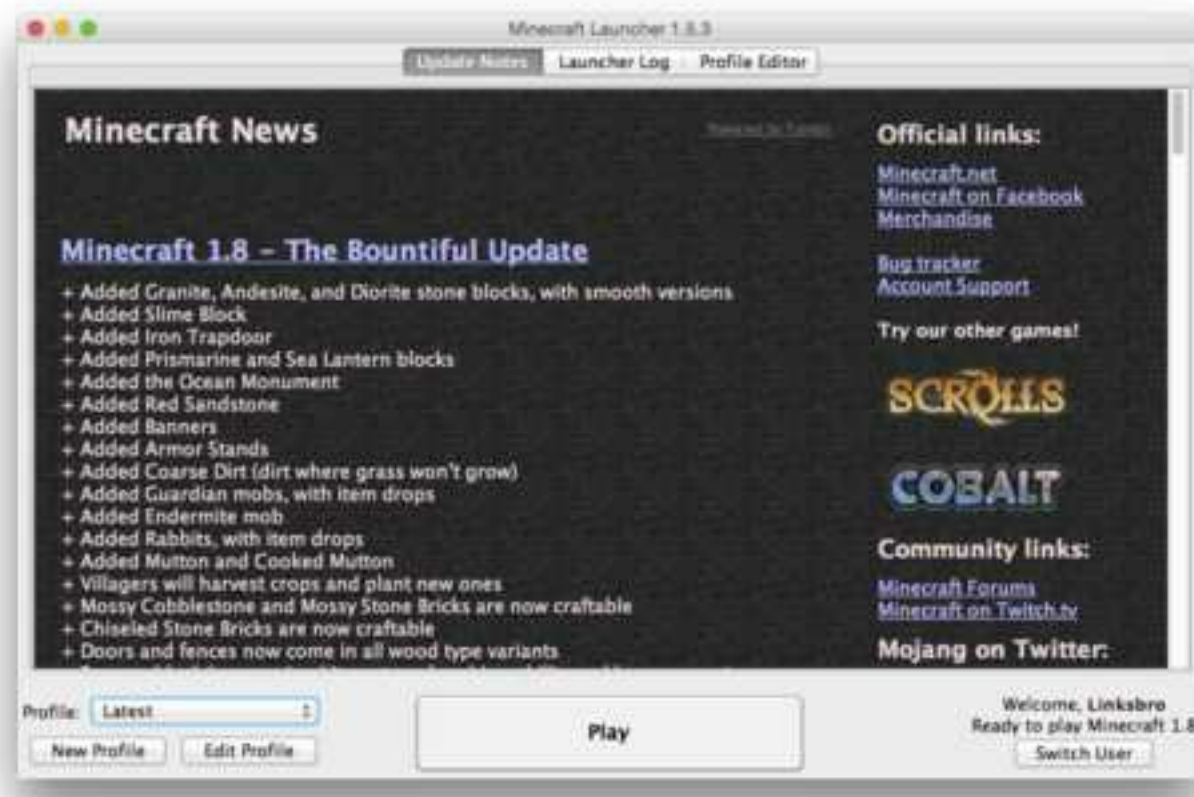 Minecraft Launcher 1.5.3
Update Notes Launcher Log Profile Editor
Minecraft News
Powered by Tumblr
Minecraft 1.8 – The Bountiful Update
+ Added Granite, Andesite, and Diorite stone blocks, with smooth versions
+ Added Slime Block
+ Added Iron Trapdoor
+ Added Prismarine and Sea Lantern blocks
+ Added the Ocean Monument
+ Added Red Sandstone
+ Added Banners
+ Added Armor Stands
+ Added Coarse Dirt (dirt where grass won't grow)
+ Added Guardian mobs, with item drops
+ Added Endermite mob
+ Added Rabbits, with item drops
+ Added Mutton and Cooked Mutton
+ Villagers will harvest crops and plant new ones
+ Mossy Cobblestone and Mossy Stone Bricks are now craftable
+ Chiseled Stone Bricks are now craftable
+ Doors and fences now come in all wood type variants
Official links:
Minecraft.net
Minecraft on Facebook
Merchandise
Bug tracker
Account Support
Try our other games!
SCROLLS
COBALT
Community links:
Minecraft Forums
Minecraft on Twitch.tv
Mojang on Twitter:
Profile: Latest
New Profile Edit Profile
Play
Welcome, Linksbro
Ready to play Minecraft 1.8
Switch User